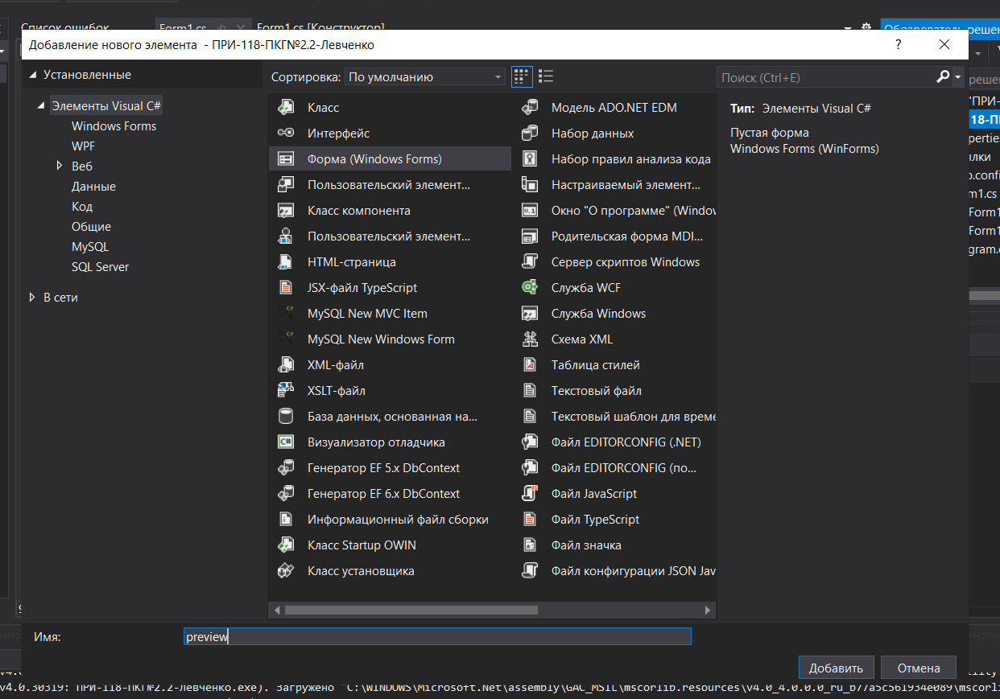 Список ошибок
Form1.cs
Form1.cs [Конструктор]
Обозреватель решен
Добавление нового элемента - ПРИ-118-ПКГ№2.2-Левченко
?
Установленные
Сортировка:
По умолчанию
Поиск (Ctrl+E)
Элементы Visual C#
Windows Forms
WPF
Веб
Данные
Код
Общие
MySQL
SQL Server
В сети
Класс
Интерфейс
Форма (Windows Forms)
Пользовательский элемент...
Класс компонента
Пользовательский элемент...
HTML-страница
JSX-файл TypeScript
MySQL New MVC Item
MySQL New Windows Form
XML-файл
XSLT-файл
База данных, основанная на...
Визуализатор отладчика
Генератор EF 5.x DbContext
Генератор EF 6.x DbContext
Информационный файл сборки
Класс Startup OWIN
Класс установщика
Модель ADO.NET EDM
Набор данных
Набор правил анализа кода
Настраиваемый элемент...
Окно "О программе" (Window
Родительская форма MDI...
Сервер скриптов Windows
Служба WCF
Служба Windows
Схема XML
Таблица стилей
Текстовый файл
Текстовый шаблон для време
Файл EDITORCONFIG (.NET)
Файл EDITORCONFIG (по...
Файл JavaScript
Файл TypeScript
Файл значка
Файл конфигурации JSON Jav
Тип: Элементы Visual C#
Пустая форма
Windows Forms (WinForms)
решен
"ПРИ-
18-ПК
pertie
лки
p.confi
m1.cs
Form1
Form1
gram.c
Имя:
preview
Добавить
Отмена
v4.0.30319: ПРИ-118-ПКГ№2.2-Левченко.exe). Загружено "C:\WINDOWS\Microsoft.Net\assembly\GAC_MSIL\mscorlib.resources\v4.0_4.0.0.0_ru_b77a5c561934e089\mscorli